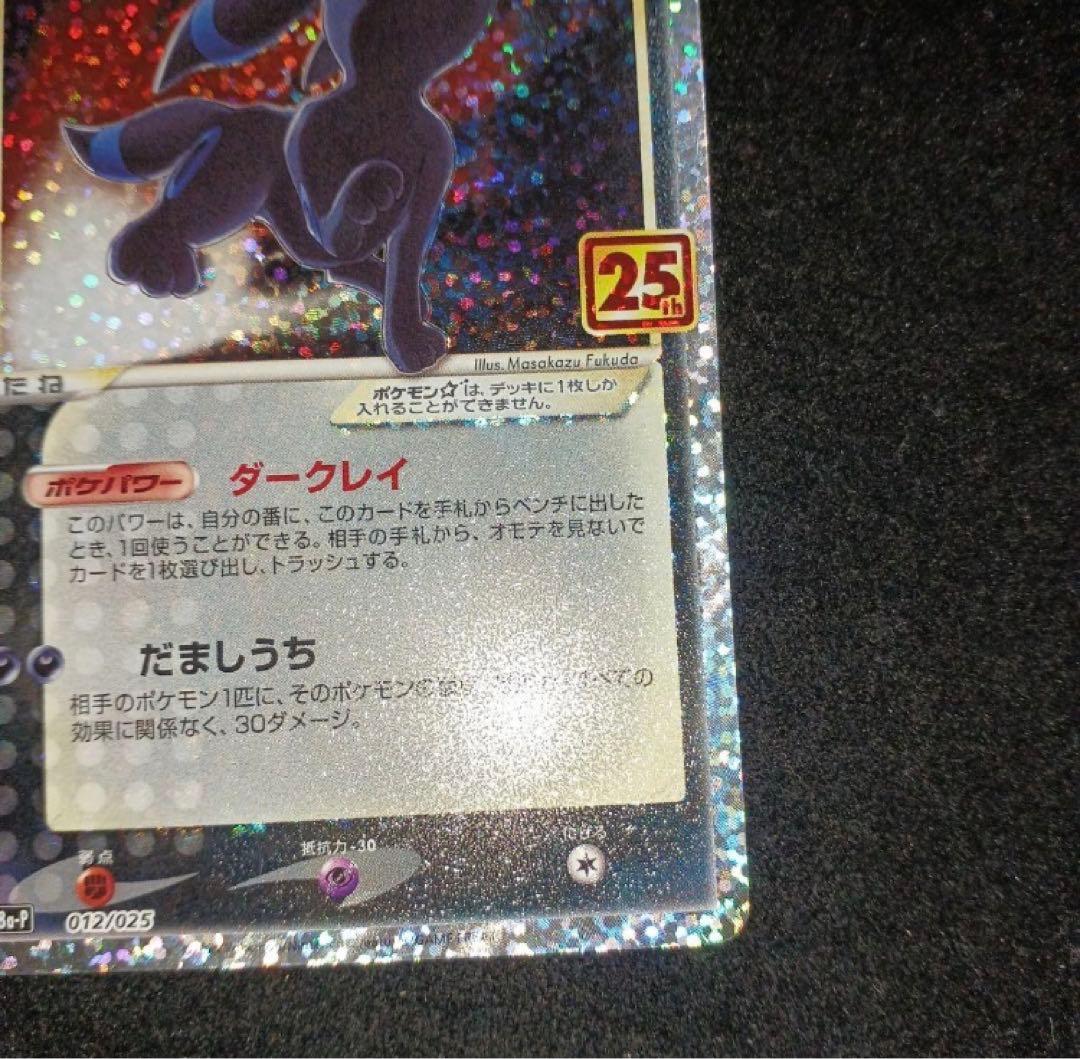 25th
Illus. Masakazu Fukuda
たね
ポケモン☆は、デッキに1枚しか
入れることができません。
ポケパワー ダークレイ
このパワーは、自分の番に、このカードを手札からベンチに出した
とき、1回使うことができる。相手の手札から、オモテを見ないで
カードを1枚選び出し、トラッシュする。
だましうち
相手のポケモン1匹に、そのポケモンの
ての
効果に関係なく、30ダメージ。
弱点
抵抗力 -30
にげる
8a-P 012/025